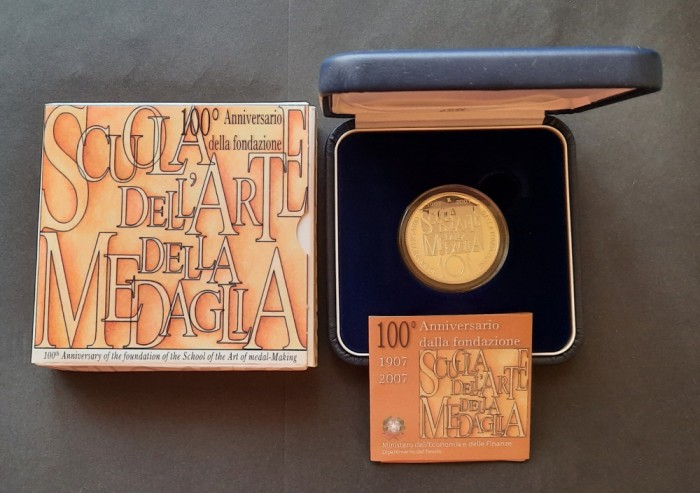 100° Anniversario
della fondazione
SCUOLA
DELL'ARTE
DELLA
MEDAGLIA
100th Anniversary of the foundation of the School of the Art of medal-Making
SCUOLA
DELL'ARTE
DELLA
MEDAGLIA
100° Anniversario
dalla fondazione
1907
2007
SCUOLA
DELL'ARTE
DELLA
MEDAGLIA
Ministero dell'Economia e delle Finanze
Dipartimento del Tesoro